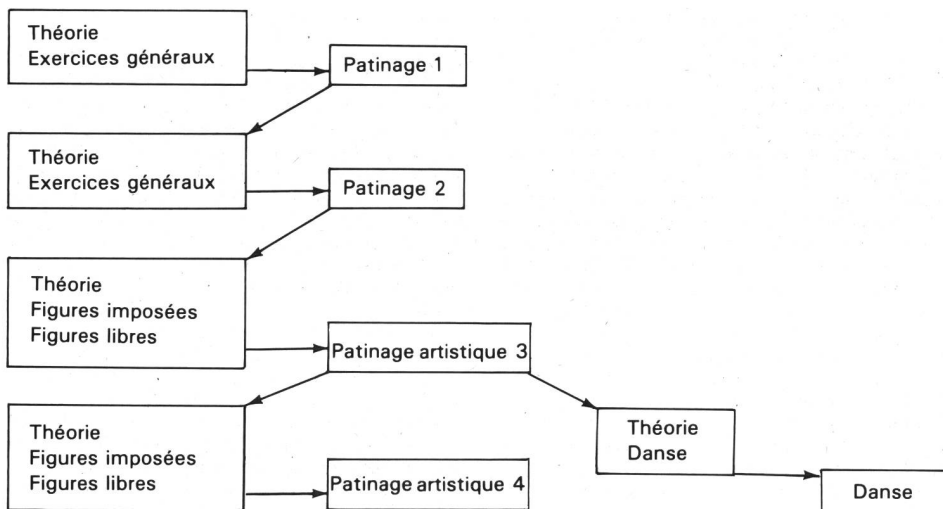 Théorie
Exercices généraux
Patinage 1
Théorie
Exercices généraux
Patinage 2
Théorie
Figures imposées
Figures libres
Patinage artistique 3
Théorie
Figures imposées
Figures libres
Patinage artistique 4
Théorie
Danse
Danse